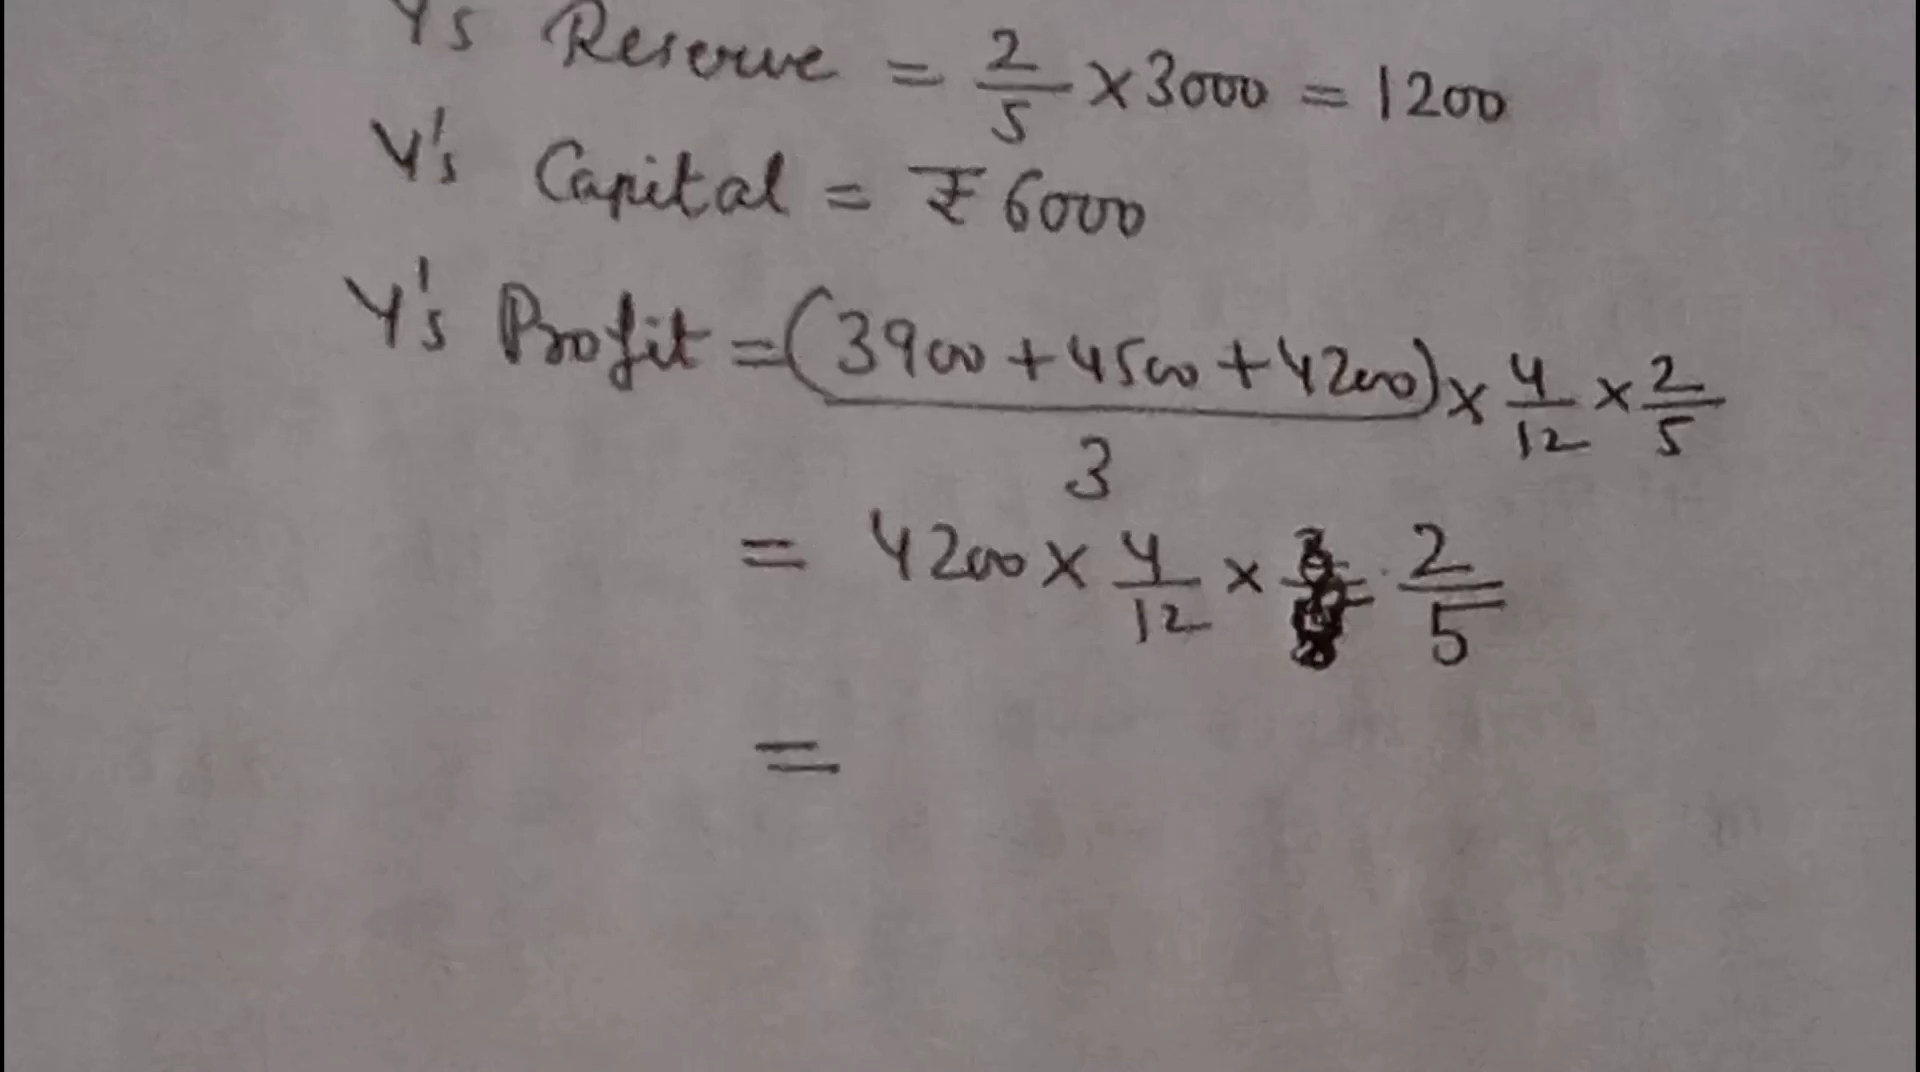 Y's Reserve = 2/5 × 3000 = 1200
Y's Capital = ₹ 6000
Y's Profit = (3900 + 4500 + 4200)/3 × 4/12 × 2/5
= 4200 × 4/12 × 2/5
=